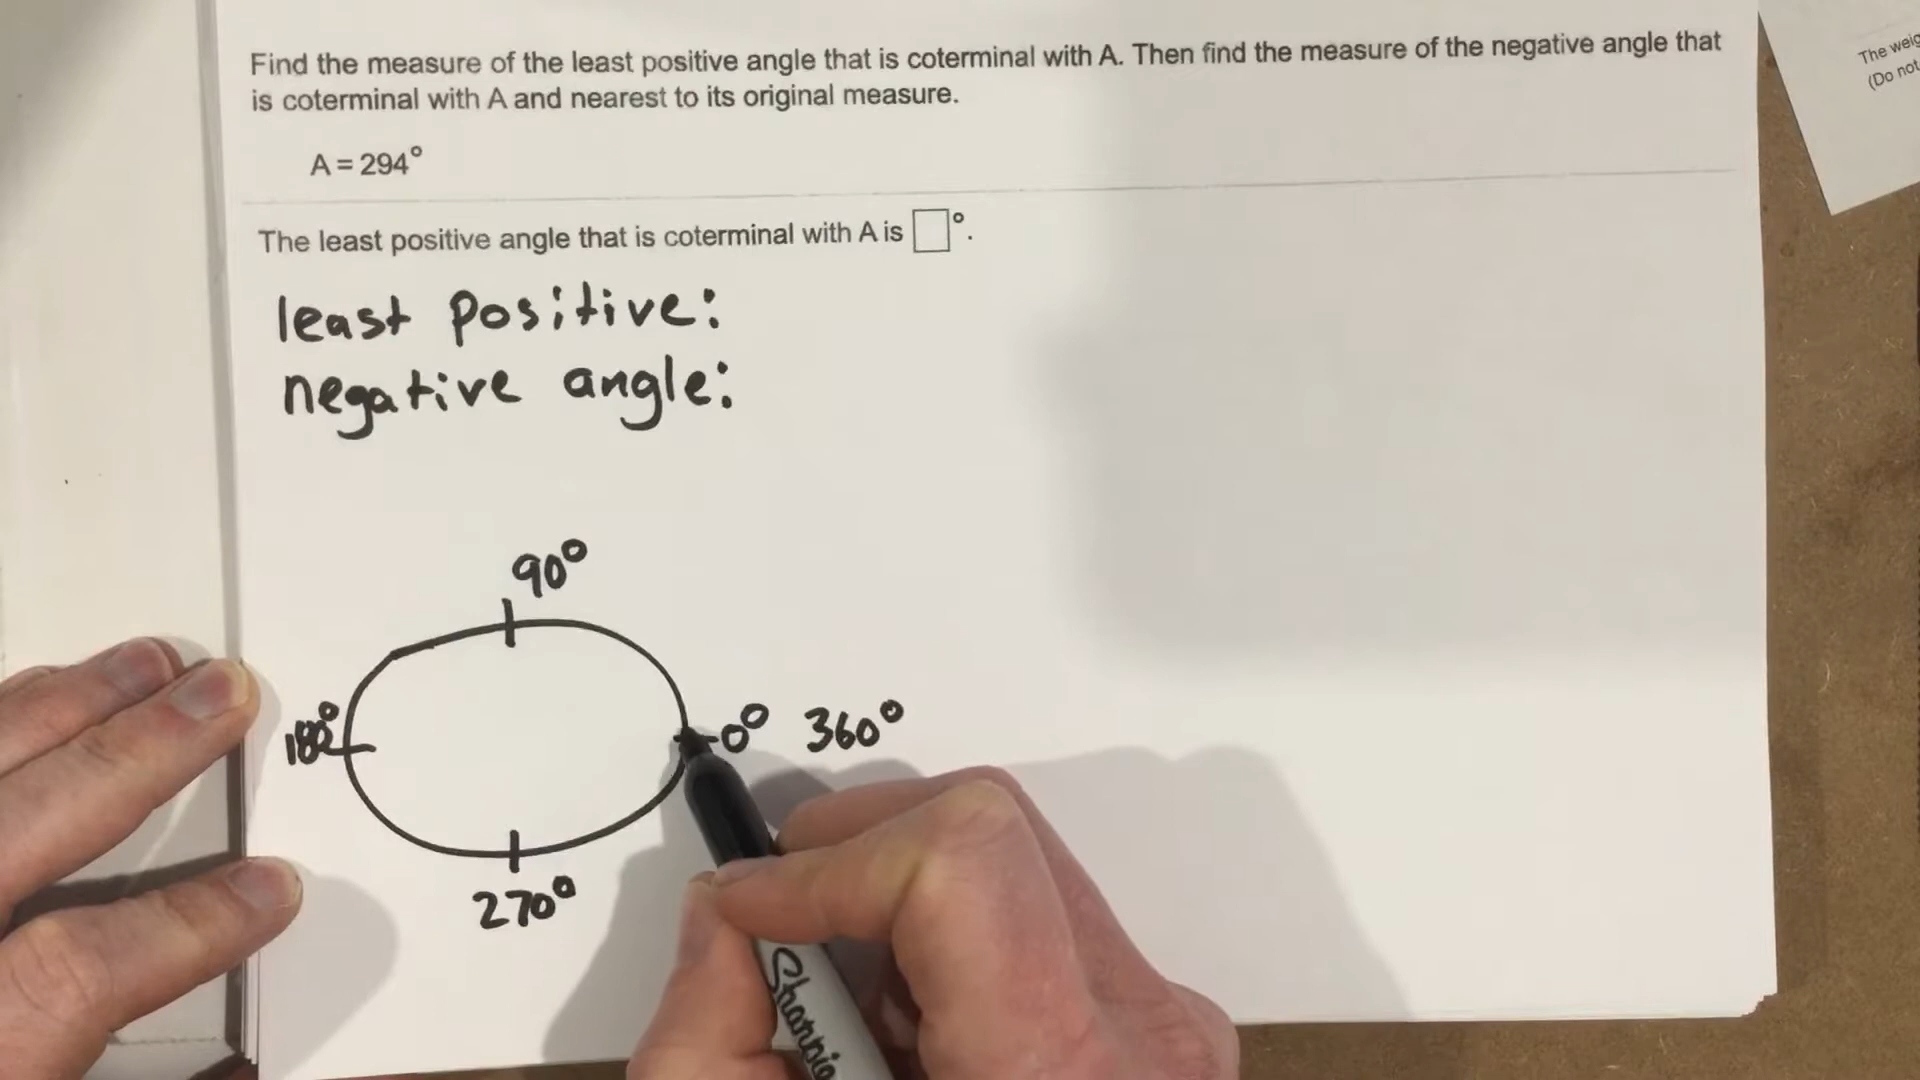 Find the measure of the least positive angle that is coterminal with A. Then find the measure of the negative angle that
is coterminal with A and nearest to its original measure.
A = 294°
The least positive angle that is coterminal with A is °.
least positive:
negative angle:
90°
180°
0° 360°
270°
Sharpie
The weig
(Do not